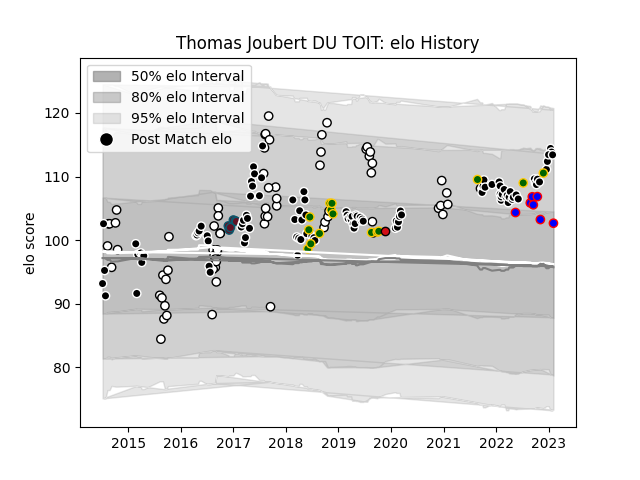 Thomas Joubert DU TOIT: elo History
50% elo Interval
80% elo Interval
95% elo Interval
Post Match elo
elo score
120
110
100
90
80
2015 2016 2017 2018 2019 2020 2021 2022 2023